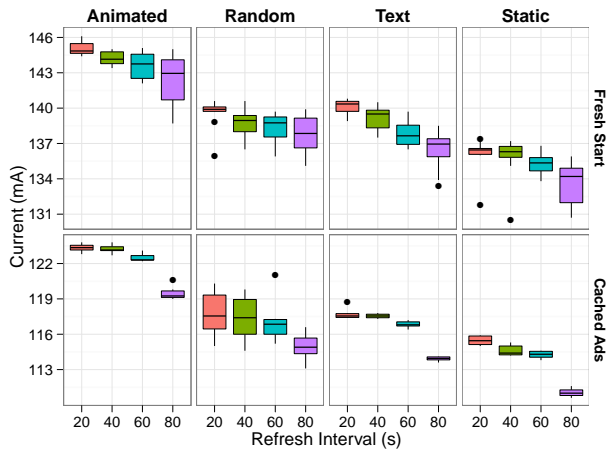 Animated Random Text Static
146
143
140
137
134
131
Fresh Start
Current (mA)
122
119
116
113
Cached Ads
20 40 60 80 20 40 60 80 20 40 60 80 20 40 60 80
Refresh Interval (s)